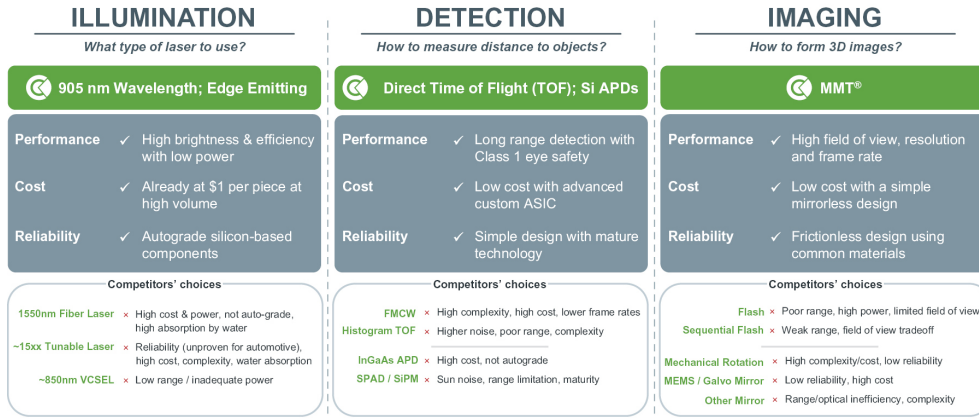 ILLUMINATION
What type of laser to use?
905 nm Wavelength; Edge Emitting
Performance ✓ High brightness & efficiency
with low power
Cost ✓ Already at $1 per piece at
high volume
Reliability ✓ Autograde silicon-based
components
Competitors' choices
1550nm Fiber Laser × High cost & power, not auto-grade,
high absorption by water
~15xx Tunable Laser × Reliability (unproven for automotive),
high cost, complexity, water absorption
~850nm VCSEL × Low range / inadequate power
DETECTION
How to measure distance to objects?
Direct Time of Flight (TOF); Si APDs
Performance ✓ Long range detection with
Class 1 eye safety
Cost ✓ Low cost with advanced
custom ASIC
Reliability ✓ Simple design with mature
technology
Competitors' choices
FMCW × High complexity, high cost, lower frame rates
Histogram TOF × Higher noise, poor range, complexity
InGaAs APD × High cost, not autograde
SPAD / SiPM × Sun noise, range limitation, maturity
IMAGING
How to form 3D images?
MMT®
Performance ✓ High field of view, resolution
and frame rate
Cost ✓ Low cost with a simple
mirrorless design
Reliability ✓ Frictionless design using
common materials
Competitors' choices
Flash × Poor range, high power, limited field of view
Sequential Flash × Weak range, field of view tradeoff
Mechanical Rotation × High complexity/cost, low reliability
MEMS / Galvo Mirror × Low reliability, high cost
Other Mirror × Range/optical inefficiency, complexity